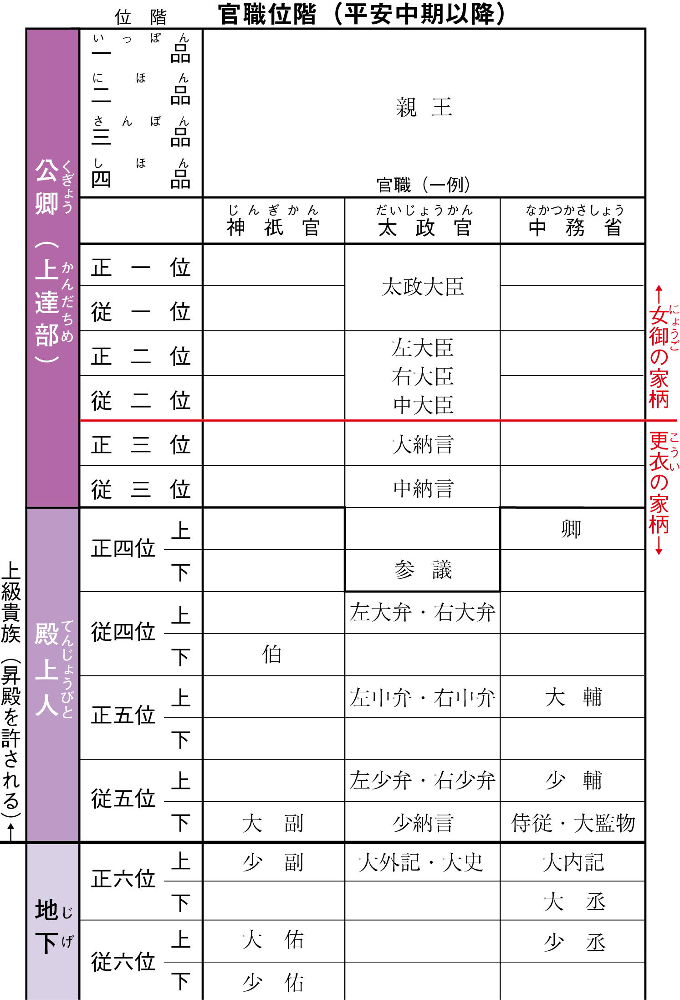 官職位階（平安中期以降）
位 階
いっぽん
一 品
にほん
二 品
さんぼん
三 品
しほん
四 品
親 王
官職（一例）
じんぎかん
神 祇 官
だいじょうかん
太 政 官
なかつかさしょう
中 務 省
公卿（上達部）
くぎょう
かんだちめ
正 一 位
太政大臣
従 一 位
正 二 位
左大臣
右大臣
従 二 位
中大臣
正 三 位
大納言
従 三 位
中納言
↑女御の家柄
にょうご
更衣の家柄↓
こうい
殿上人
てんじょうびと
上級貴族（昇殿を許される）↑
正四位
上
卿
下
参 議
従四位
上
左大弁・右大弁
下
伯
正五位
上
左中弁・右中弁
大 輔
下
従五位
上
左少弁・右少弁
少 輔
下
大 副
少納言
侍従・大監物
地下
じげ
正六位
上
少 副
大外記・大史
大内記
下
大 丞
従六位
上
大 佑
少 丞
下
少 佑